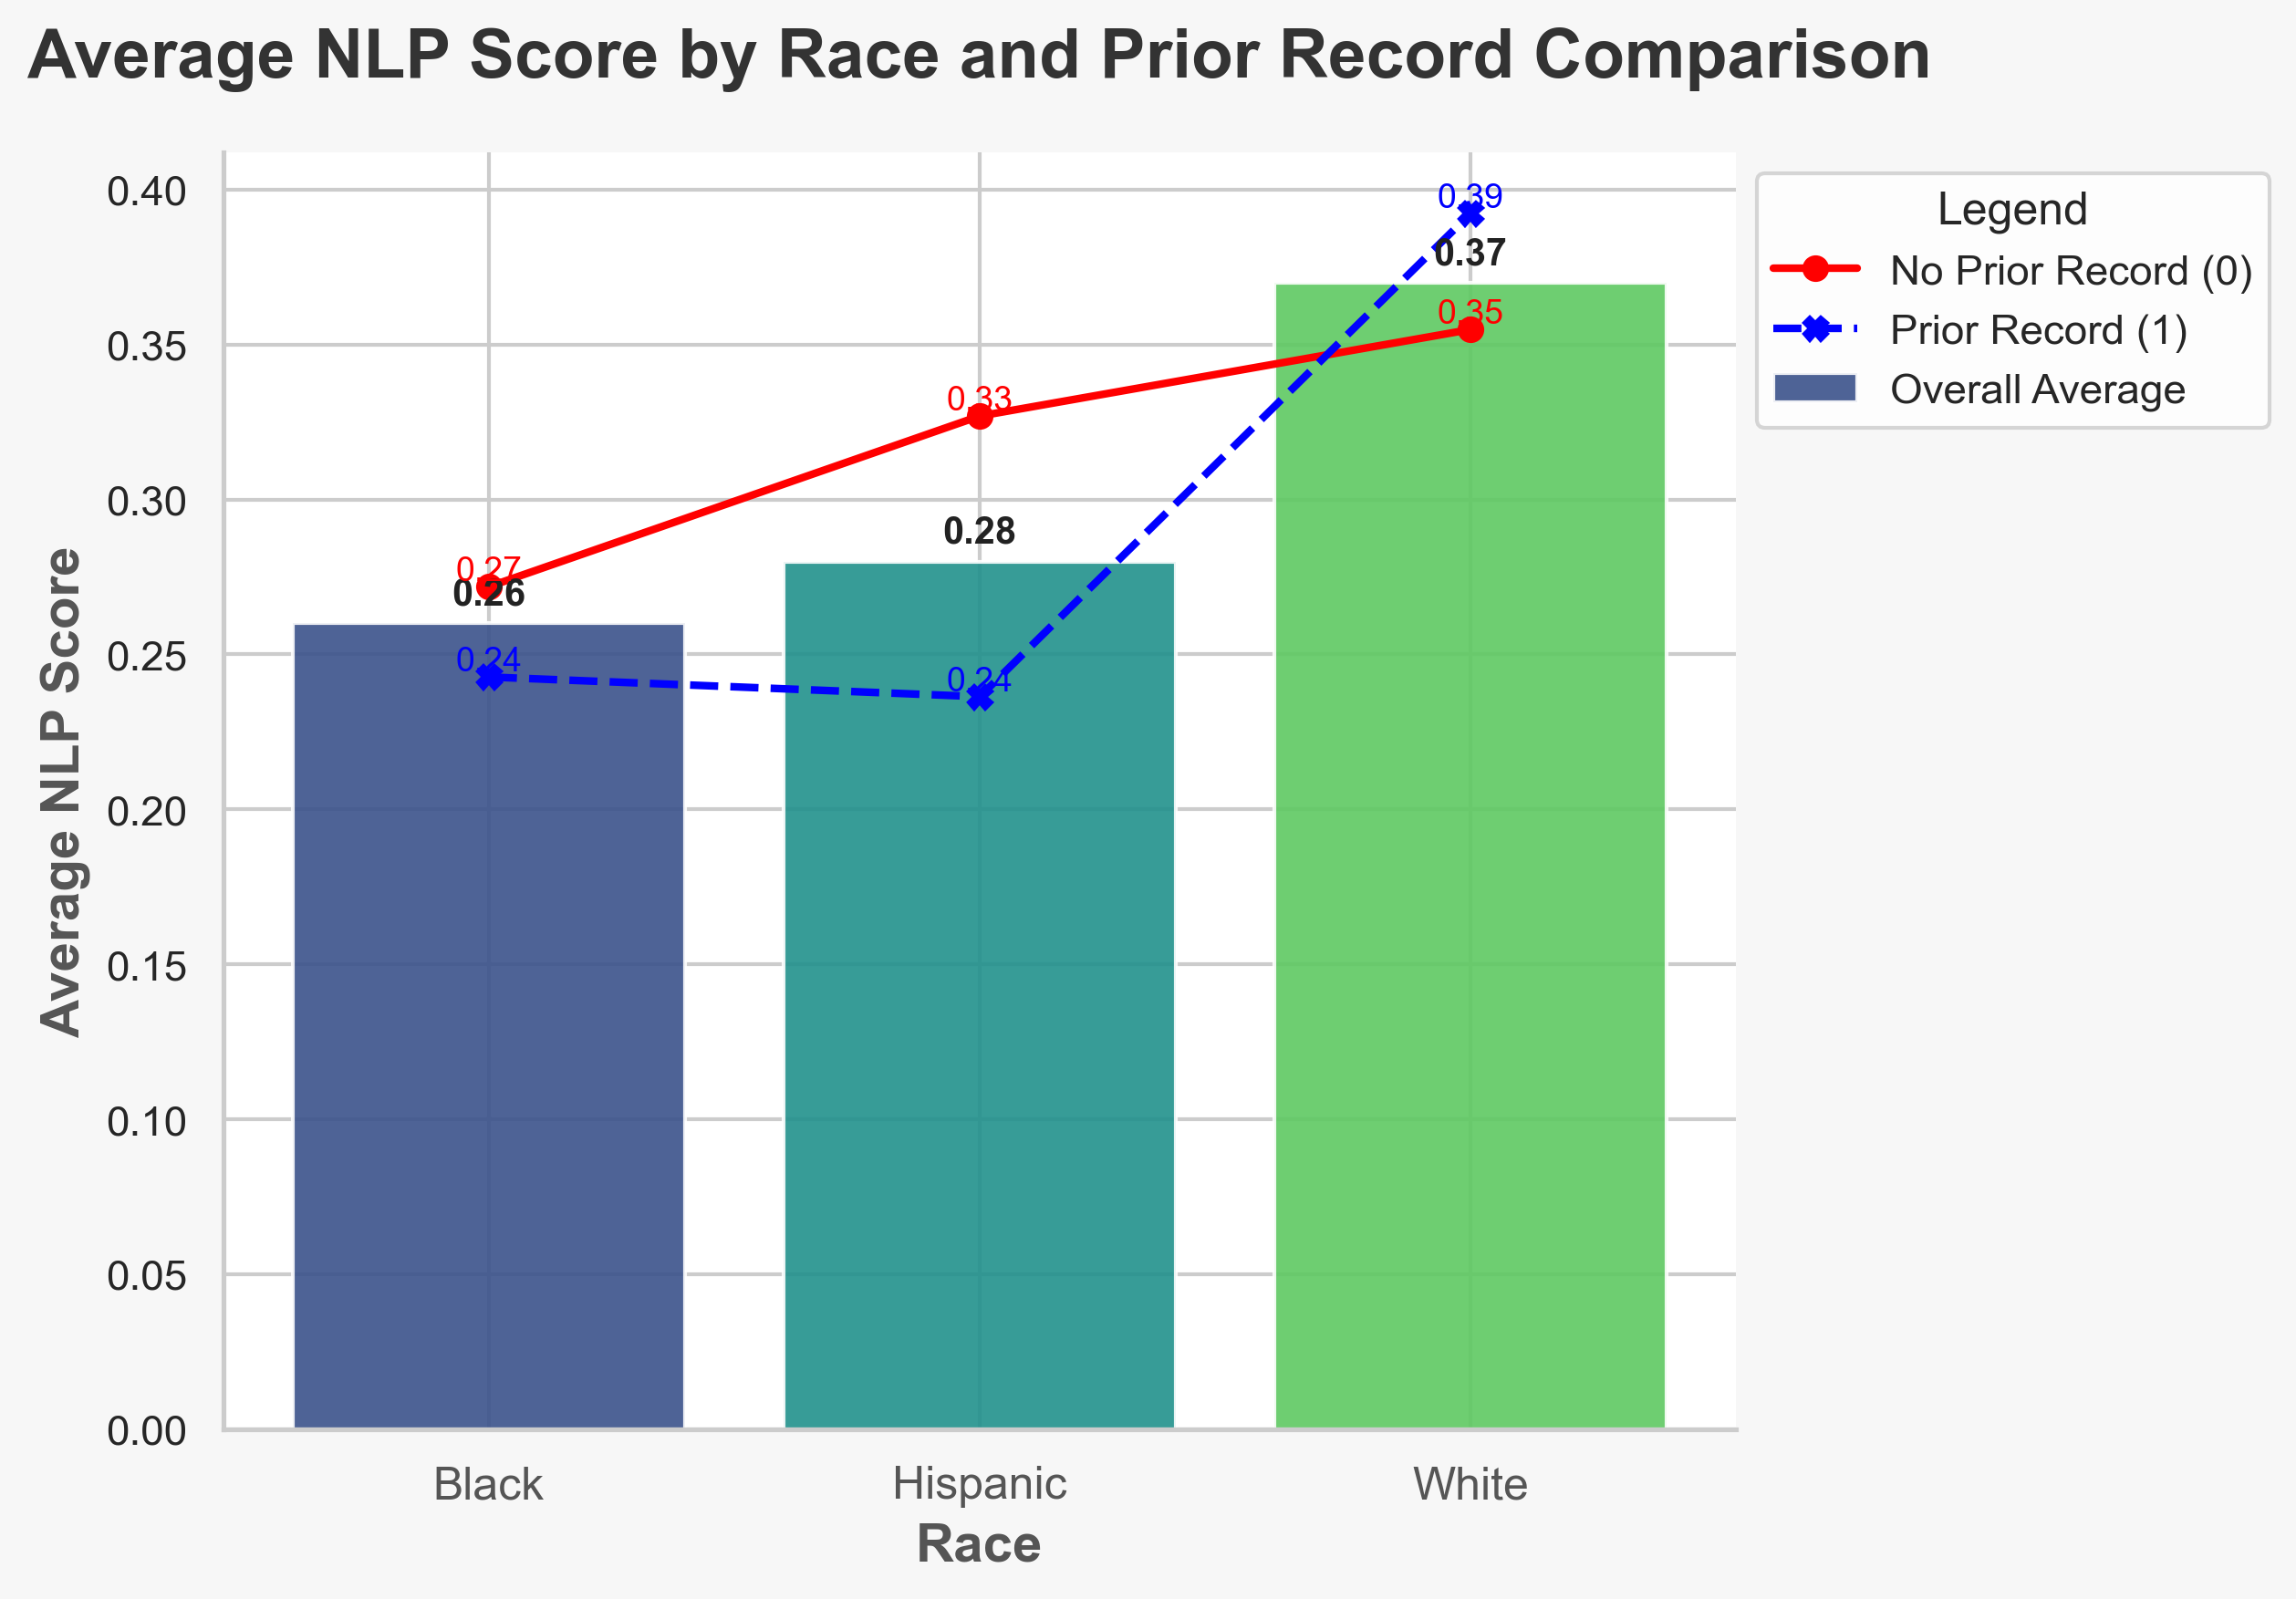 Average NLP Score by Race and Prior Record Comparison
Average NLP Score
0.40
0.35
0.30
0.25
0.20
0.15
0.10
0.05
0.00
0.27
0.26
0.24
0.33
0.28
0.24
0.39
0.37
0.35
Black
Hispanic
White
Race
Legend
No Prior Record (0)
Prior Record (1)
Overall Average